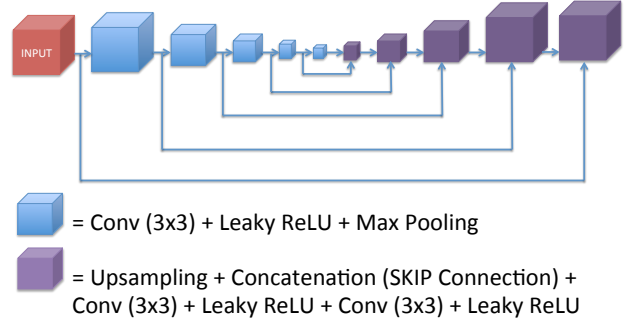 INPUT
= Conv (3x3) + Leaky ReLU + Max Pooling
= Upsampling + Concatenation (SKIP Connection) +
Conv (3x3) + Leaky ReLU + Conv (3x3) + Leaky ReLU